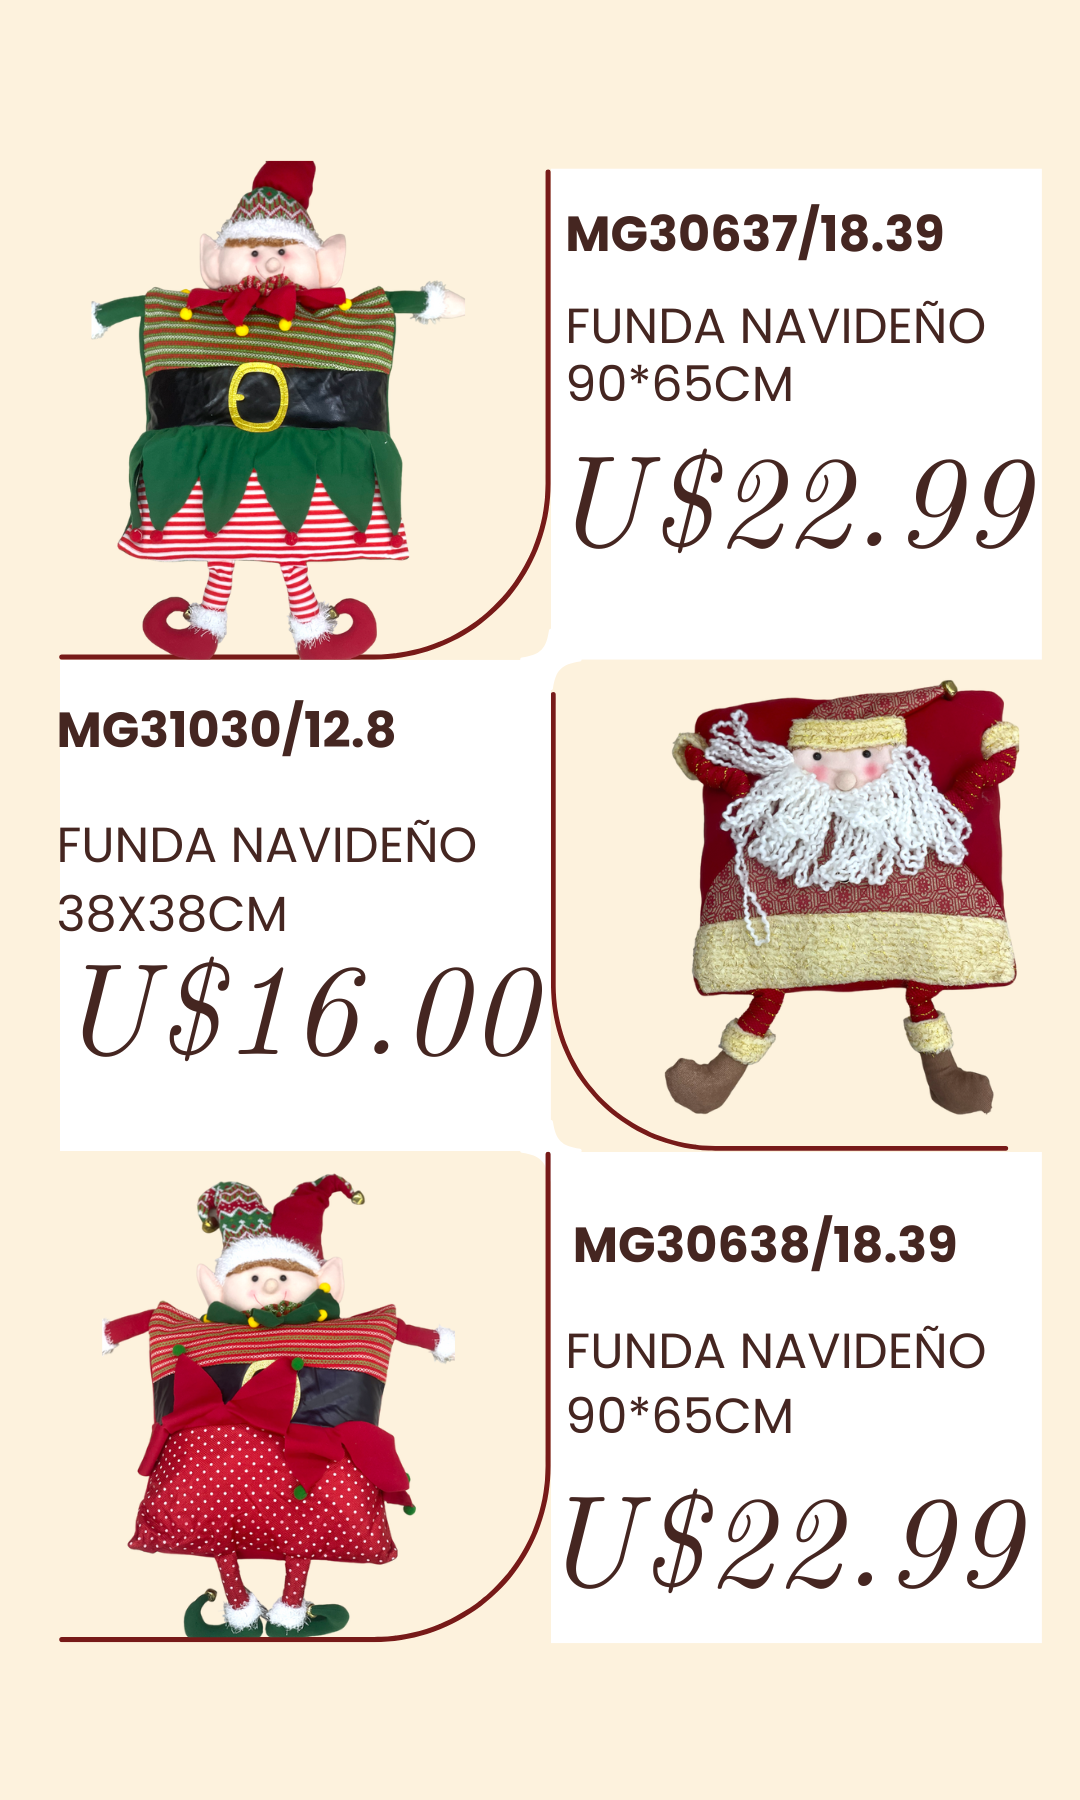 MG30637/18.39
FUNDA NAVIDEÑO
90*65CM
U$22.99
MG31030/12.8
FUNDA NAVIDEÑO
38X38CM
U$16.00
MG30638/18.39
FUNDA NAVIDEÑO
90*65CM
U$22.99